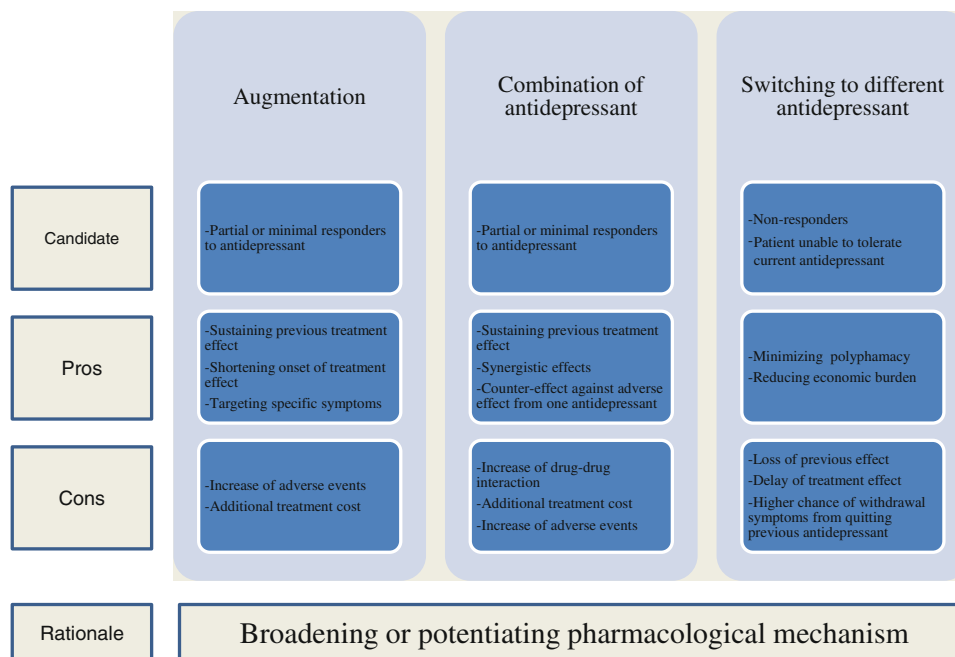 Augmentation
Combination of
antidepressant
Switching to different
antidepressant
Candidate
-Partial or minimal responders
to antidepressant
-Partial or minimal responders
to antidepressant
-Non-responders
-Patient unable to tolerate
current antidepressant
Pros
-Sustaining previous treatment
effect
-Shortening onset of treatment
effect
-Targeting specific symptoms
-Sustaining previous treatment
effect
-Synergistic effects
-Counter-effect against adverse
effect from one antidepressant
-Minimizing polyphamacy
-Reducing economic burden
Cons
-Increase of adverse events
-Additional treatment cost
-Increase of drug-drug
interaction
-Additional treatment cost
-Increase of adverse events
-Loss of previous effect
-Delay of treatment effect
-Higher chance of withdrawal
symptoms from quitting
previous antidepressant
Rationale
Broadening or potentiating pharmacological mechanism